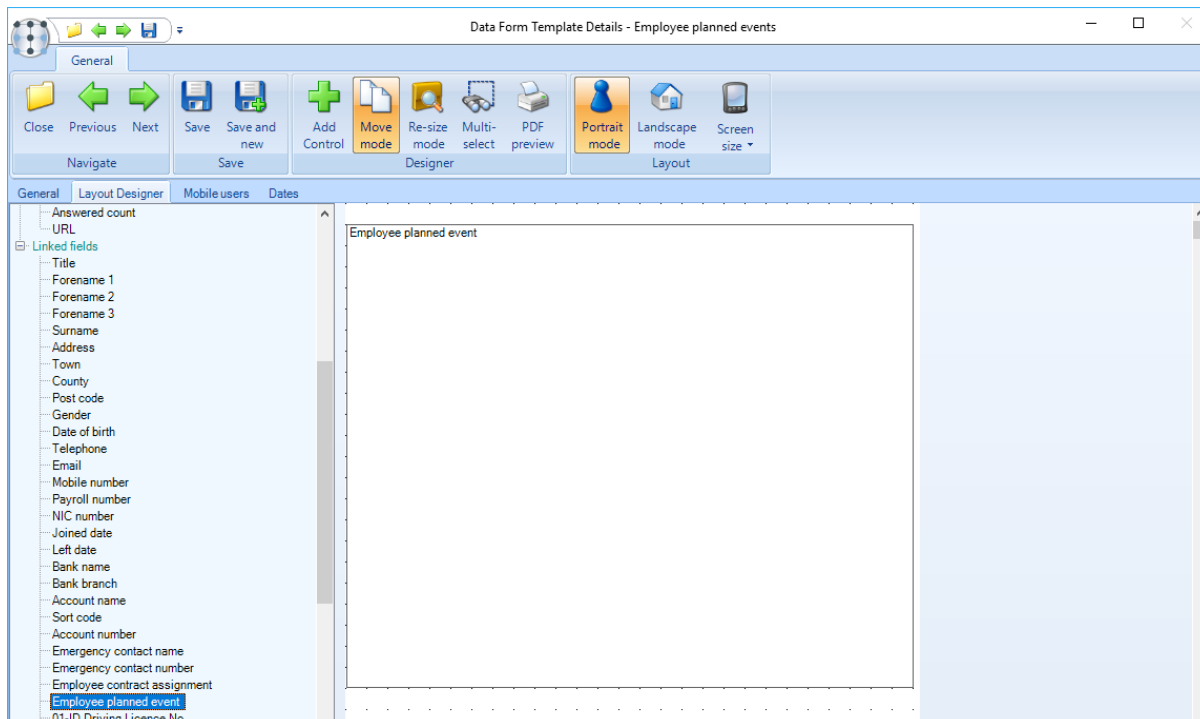 Data Form Template Details - Employee planned events
General
Close
Previous
Next
Save
Save and
new
Add
Control
Move
mode
Re-size
mode
Multi-
select
PDF
preview
Portrait
mode
Landscape
mode
Screen
size
Navigate
Save
Designer
Layout
General
Layout Designer
Mobile users
Dates
Answered count
URL
Linked fields
Title
Forename 1
Forename 2
Forename 3
Surname
Address
Town
County
Post code
Gender
Date of birth
Telephone
Email
Mobile number
Payroll number
NIC number
Joined date
Left date
Bank name
Bank branch
Account name
Sort code
Account number
Emergency contact name
Emergency contact number
Employee contract assignment
Employee planned event
01-ID Driving Licence No
Employee planned event